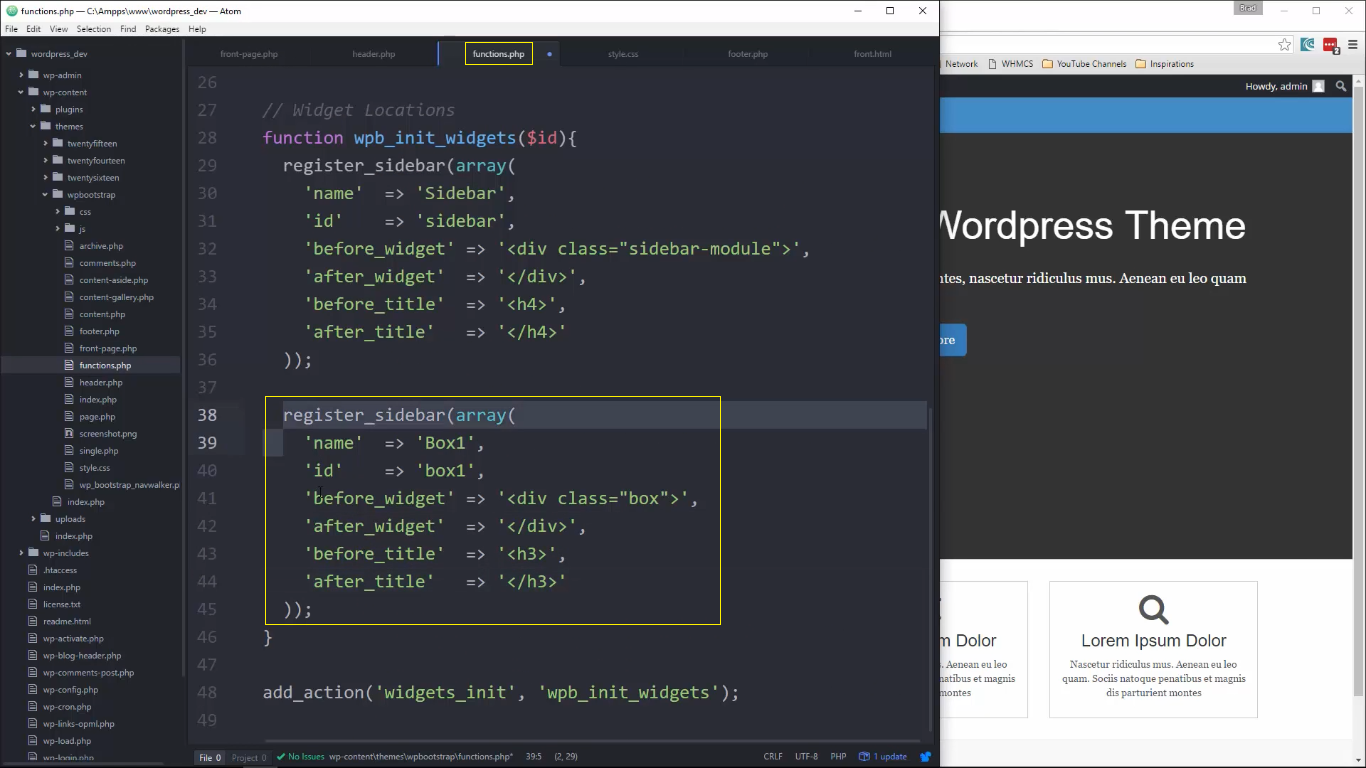 functions.php — C:\Ampps\www\wordpress_dev — Atom
Brad
File Edit View Selection Find Packages Help
wordpress_dev
front-page.php header.php functions.php style.css footer.php front.html
Network WHMCS YouTube Channels Inspirations
Howdy, admin
wp-admin
wp-content
plugins
themes
twentyfifteen
twentyfourteen
twentysixteen
wpbootstrap
css
js
archive.php
comments.php
content-aside.php
content-gallery.php
content.php
footer.php
front-page.php
functions.php
header.php
index.php
page.php
screenshot.png
single.php
style.css
wp_bootstrap_navwalker.p
index.php
uploads
index.php
wp-includes
.htaccess
index.php
license.txt
readme.html
wp-activate.php
wp-blog-header.php
wp-comments-post.php
wp-config.php
wp-cron.php
wp-links-opml.php
wp-load.php
wp-login.php
26
27 // Widget Locations
28 function wpb_init_widgets($id){
29 register_sidebar(array(
30 'name' => 'Sidebar',
31 'id' => 'sidebar',
32 'before_widget' => '<div class="sidebar-module">',
33 'after_widget' => '</div>',
34 'before_title' => '<h4>',
35 'after_title' => '</h4>'
36 ));
37
38 register_sidebar(array(
39 'name' => 'Box1',
40 'id' => 'box1',
41 'before_widget' => '<div class="box">',
42 'after_widget' => '</div>',
43 'before_title' => '<h3>',
44 'after_title' => '</h3>'
45 ));
46 }
47
48 add_action('widgets_init', 'wpb_init_widgets');
49
File 0 Project 0 No Issues wp-content\themes\wpbootstrap\functions.php* 39:5 (2, 29) CRLF UTF-8 PHP 1 update
Wordpress Theme
ntes, nascetur ridiculus mus. Aenean eu leo quam
ore
m Dolor
s. Aenean eu leo
natibus et magnis
montes
Lorem Ipsum Dolor
Nascetur ridiculus mus. Aenean eu leo
quam. Sociis natoque penatibus et magnis
dis parturient montes